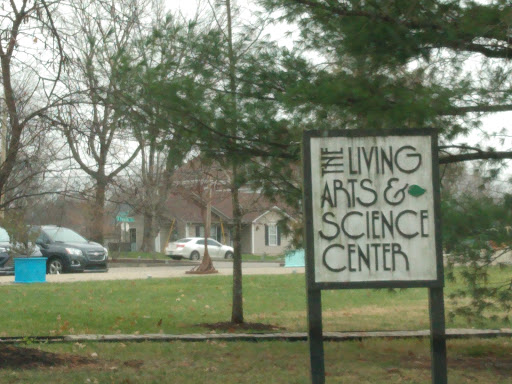 THE LIVING
ARTS &
SCIENCE
CENTER